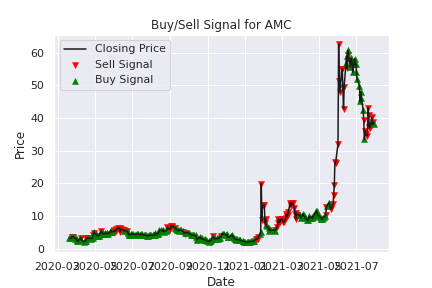 Buy/Sell Signal for AMC
Closing Price
Sell Signal
Buy Signal
Price
60
50
40
30
20
10
0
2020-03 2020-05 2020-07 2020-09 2020-11 2021-01 2021-03 2021-05 2021-07
Date